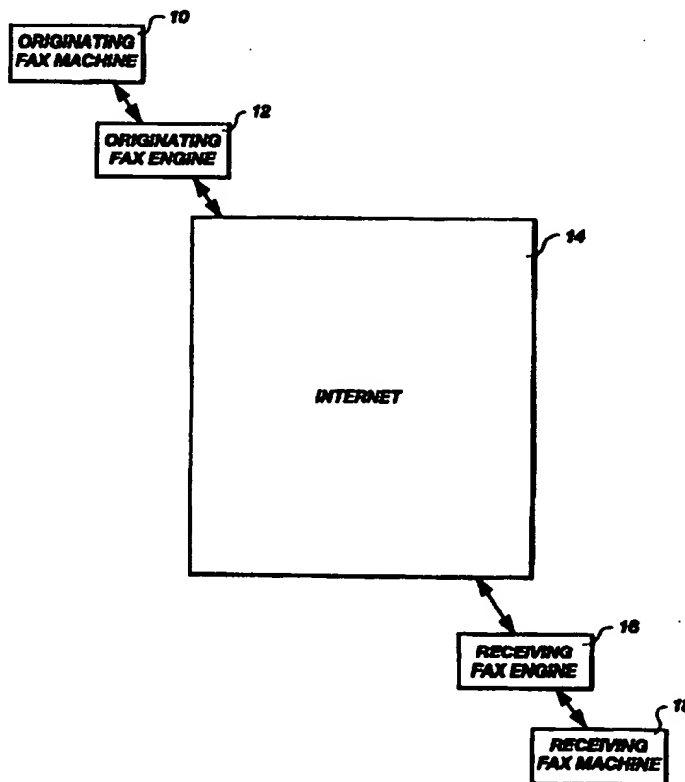 10
ORIGINATING
FAX MACHINE
12
ORIGINATING
FAX ENGINE
14
INTERNET
16
RECEIVING
FAX ENGINE
RECEIVING
FAX MACHINE